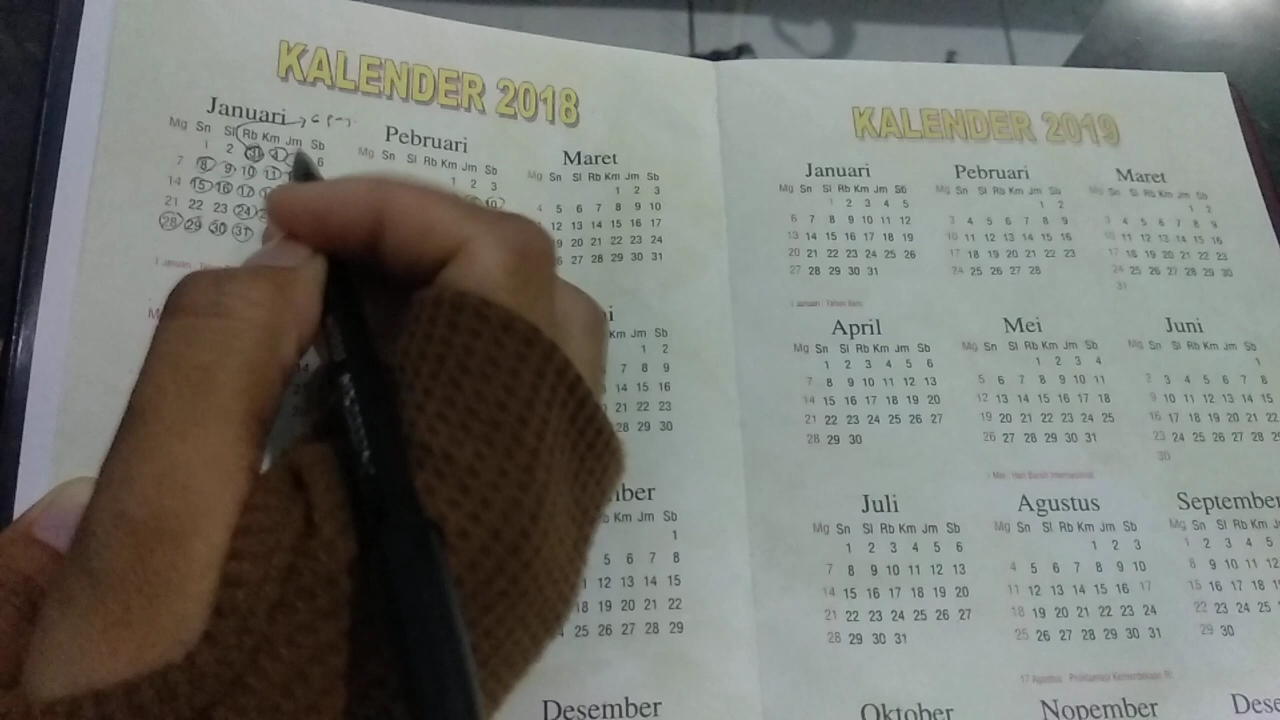 KALENDER 2018
Januari
Mg Sn Sl Rb Km Jm Sb
1 2 3 4 6
7 8 9 10 11
14 15 16 17
21 22 23 24
28 29 30 31
Pebruari
Mg Sn Sl Rb Km Jm Sb
1 2 3
10
Maret
Mg Sn Sl Rb Km Jm Sb
1 2 3
4 5 6 7 8 9 10
12 13 14 15 16 17
19 20 21 22 23 24
26 27 28 29 30 31
Km Jm Sb
1 2
7 8 9
14 15 16
21 22 23
28 29 30
Km Jm Sb
1
5 6 7 8
12 13 14 15
18 19 20 21 22
25 26 27 28 29
Desember
KALENDER 2019
Januari
Mg Sn Sl Rb Km Jm Sb
1 2 3 4 5
6 7 8 9 10 11 12
13 14 15 16 17 18 19
20 21 22 23 24 25 26
27 28 29 30 31
1 Januari : Tahun Baru
Pebruari
Mg Sn Sl Rb Km Jm Sb
1 2
3 4 5 6 7 8 9
10 11 12 13 14 15 16
17 18 19 20 21 22 23
24 25 26 27 28
Maret
Mg Sn Sl Rb Km Jm Sb
1 2
3 4 5 6 7 8 9
10 11 12 13 14 15 16
17 18 19 20 21 22 23
24 25 26 27 28 29 30
31
April
Mg Sn Sl Rb Km Jm Sb
1 2 3 4 5 6
7 8 9 10 11 12 13
14 15 16 17 18 19 20
21 22 23 24 25 26 27
28 29 30
Mei
Mg Sn Sl Rb Km Jm Sb
1 2 3 4
5 6 7 8 9 10 11
12 13 14 15 16 17 18
19 20 21 22 23 24 25
26 27 28 29 30 31
1 Mei : Hari Buruh Internasional
Juni
Mg Sn Sl Rb Km Jm Sb
1
2 3 4 5 6 7 8
9 10 11 12 13 14 15
16 17 18 19 20 21 22
23 24 25 26 27 28
30
Juli
Mg Sn Sl Rb Km Jm Sb
1 2 3 4 5 6
7 8 9 10 11 12 13
14 15 16 17 18 19 20
21 22 23 24 25 26 27
28 29 30 31
Agustus
Mg Sn Sl Rb Km Jm Sb
1 2 3
4 5 6 7 8 9 10
11 12 13 14 15 16 17
18 19 20 21 22 23 24
25 26 27 28 29 30 31
17 Agustus : Proklamasi Kemerdekaan RI
September
Mg Sn Sl Rb Km
1 2 3 4 5
8 9 10 11 12
15 16 17 18
22 23 24 25
29 30
Oktober
Nopember